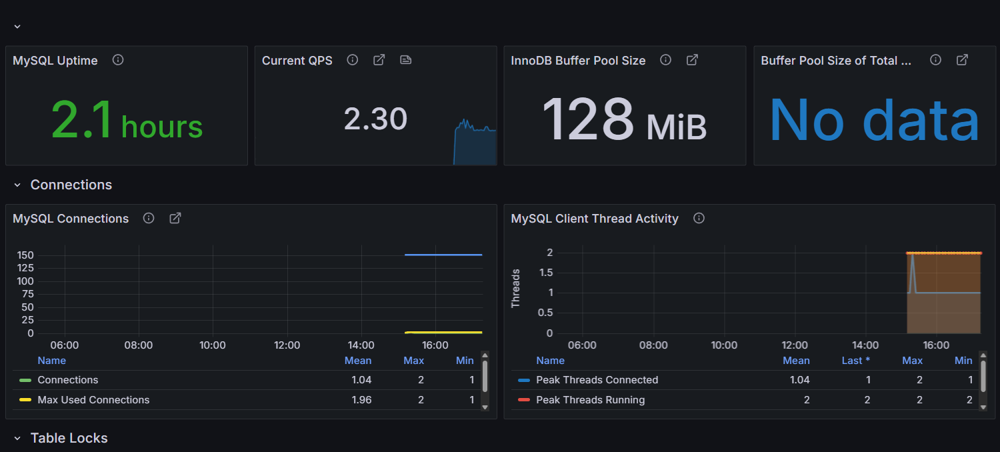 MySQL Uptime
Current QPS
InnoDB Buffer Pool Size
Buffer Pool Size of Total ...
2.1 hours
2.30
128 MiB
No data
Connections
MySQL Connections
150
125
100
75
50
25
0
06:00 08:00 10:00 12:00 14:00 16:00
Name Mean Max Min
Connections 1.04 2 1
Max Used Connections 1.96 2 1
MySQL Client Thread Activity
Threads
2
1.5
1
0.5
0
06:00 08:00 10:00 12:00 14:00 16:00
Name Mean Last * Max Min
Peak Threads Connected 1.04 1 2 1
Peak Threads Running 2 2 2 2
Table Locks